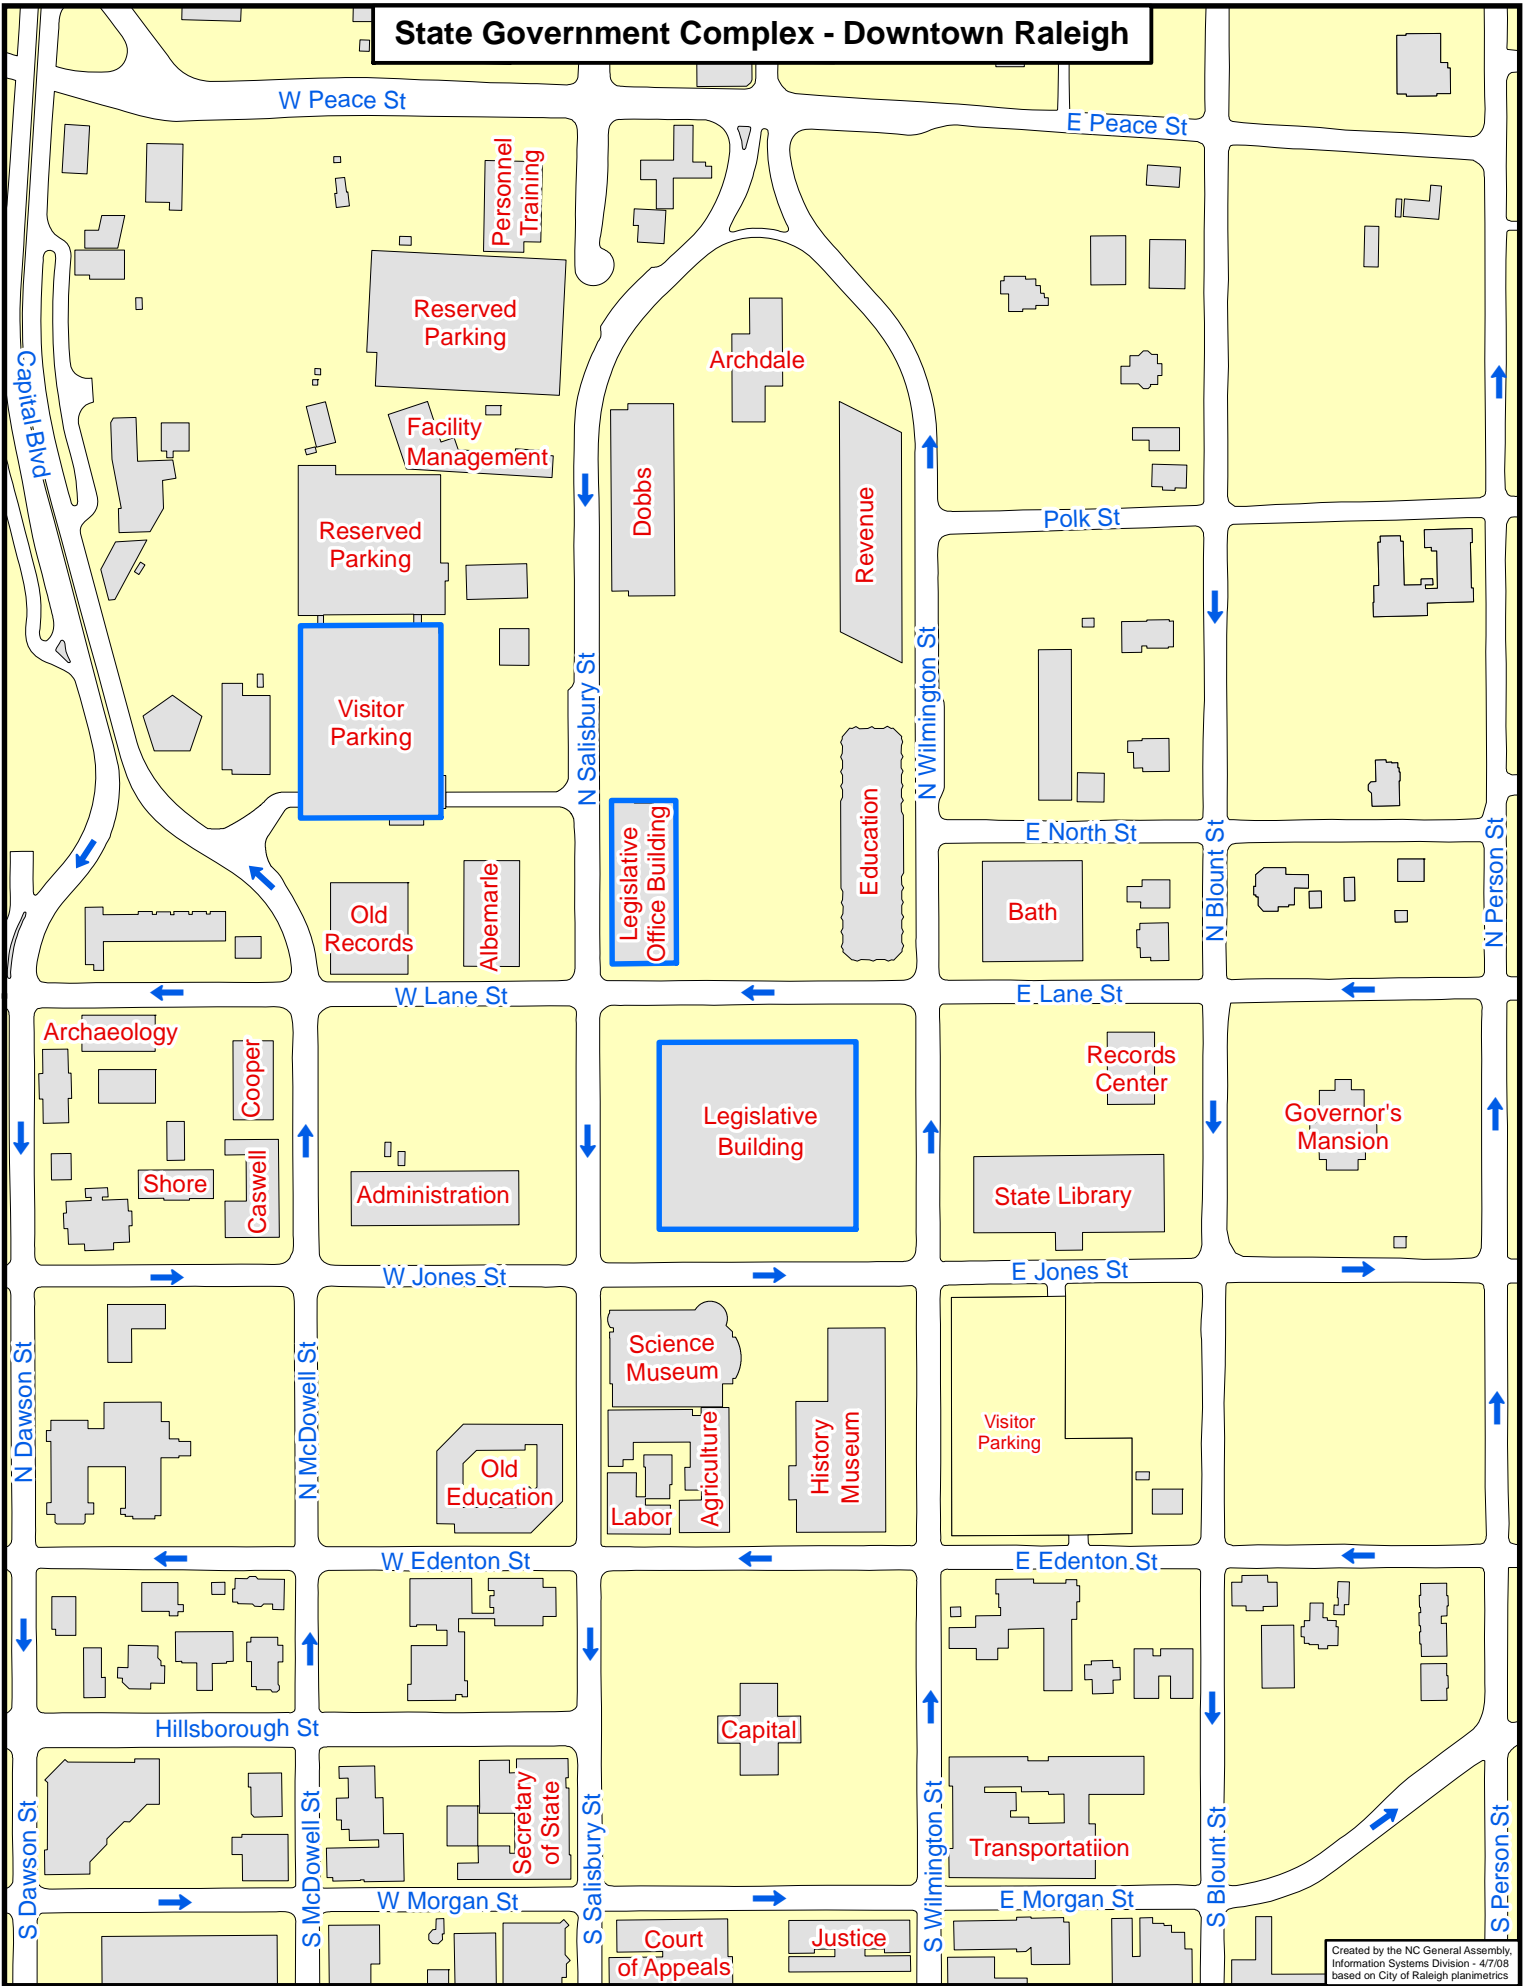 State Government Complex - Downtown Raleigh
W Peace St
E Peace St
Personnel
Training
Reserved
Parking
Archdale
Capital Blvd
Facility
Management
Dobbs
Revenue
Polk St
Reserved
Parking
Visitor
Parking
N Salisbury St
N Wilmington St
Legislative
Office Building
Education
E North St
N Blount St
N Person St
Old
Records
Albemarle
Bath
W Lane St
E Lane St
Archaeology
Cooper
Records
Center
Legislative
Building
Governor's
Mansion
Shore
Caswell
Administration
State Library
W Jones St
E Jones St
N Dawson St
N McDowell St
Science
Museum
Old
Education
Labor
Agriculture
History
Museum
Visitor
Parking
W Edenton St
E Edenton St
Hillsborough St
Capital
S Dawson St
S McDowell St
Secretary
of State
S Salisbury St
S Wilmington St
Transportatiion
S Blount St
S Person St
W Morgan St
E Morgan St
Court
of Appeals
Justice
Created by the NC General Assembly,
Information Systems Division - 4/7/08
based on City of Raleigh planimetrics